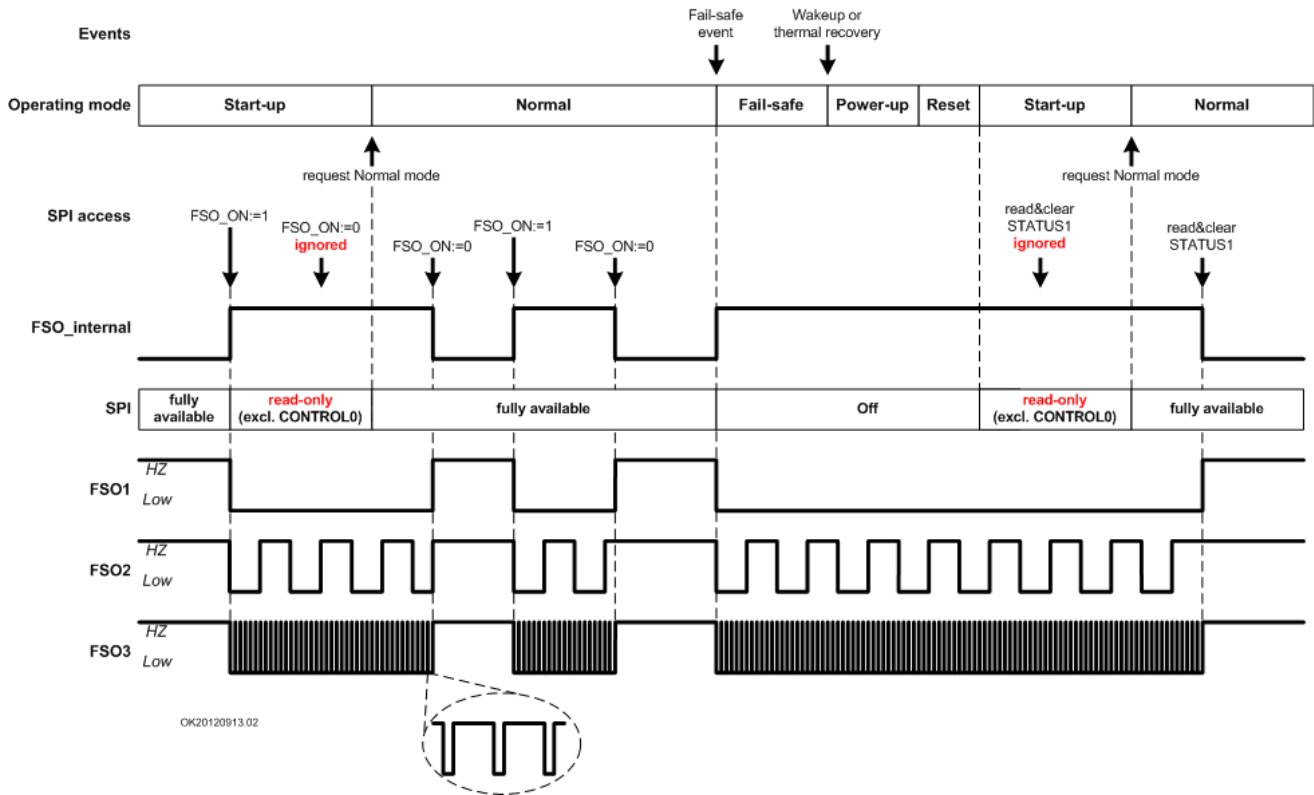 Events
Fail-safe
event
Wakeup or
thermal recovery
Operating mode
Start-up
Normal
Fail-safe
Power-up
Reset
Start-up
Normal
request Normal mode
request Normal mode
SPI access
FSO_ON:=1
FSO_ON:=0
ignored
FSO_ON:=0
FSO_ON:=1
FSO_ON:=0
read&clear
STATUS1
ignored
read&clear
STATUS1
FSO_internal
SPI
fully
available
read-only
(excl. CONTROL0)
fully available
Off
read-only
(excl. CONTROL0)
fully available
FSO1
HZ
Low
FSO2
HZ
Low
FSO3
HZ
Low
OK20120913.02